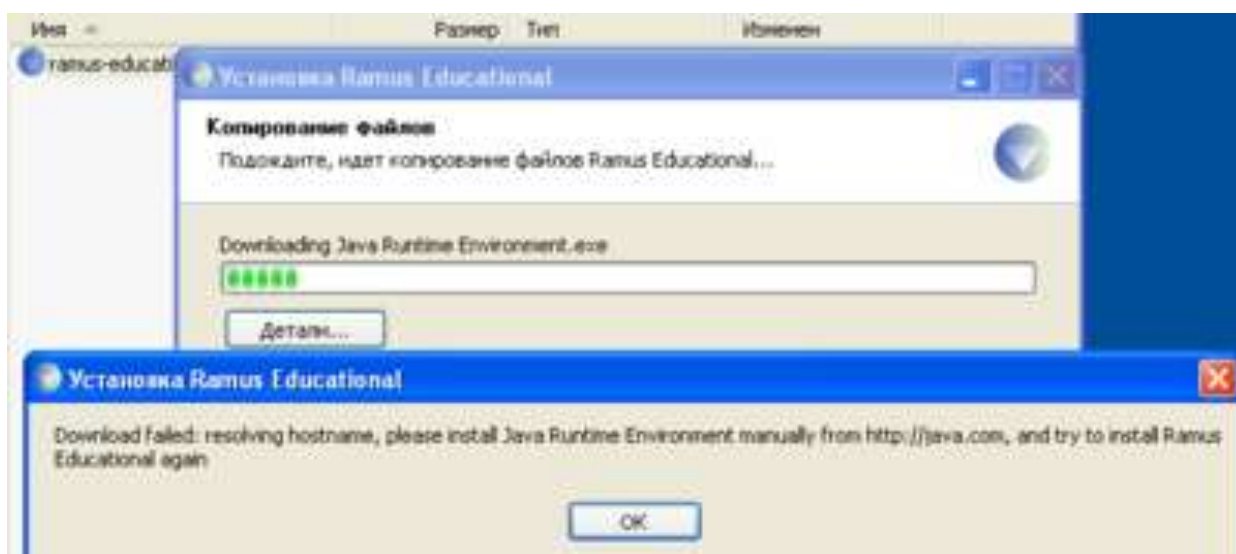 Имя Размер Тип Изменен
ramus-educati
Установка Ramus Educational
Копирование файлов
Подождите, идет копирование файлов Ramus Educational...
Downloading Java Runtime Environment.exe
Детали...
Установка Ramus Educational
Download failed: resolving hostname, please install Java Runtime Environment manually from http://java.com, and try to install Ramus
Educational again
OK